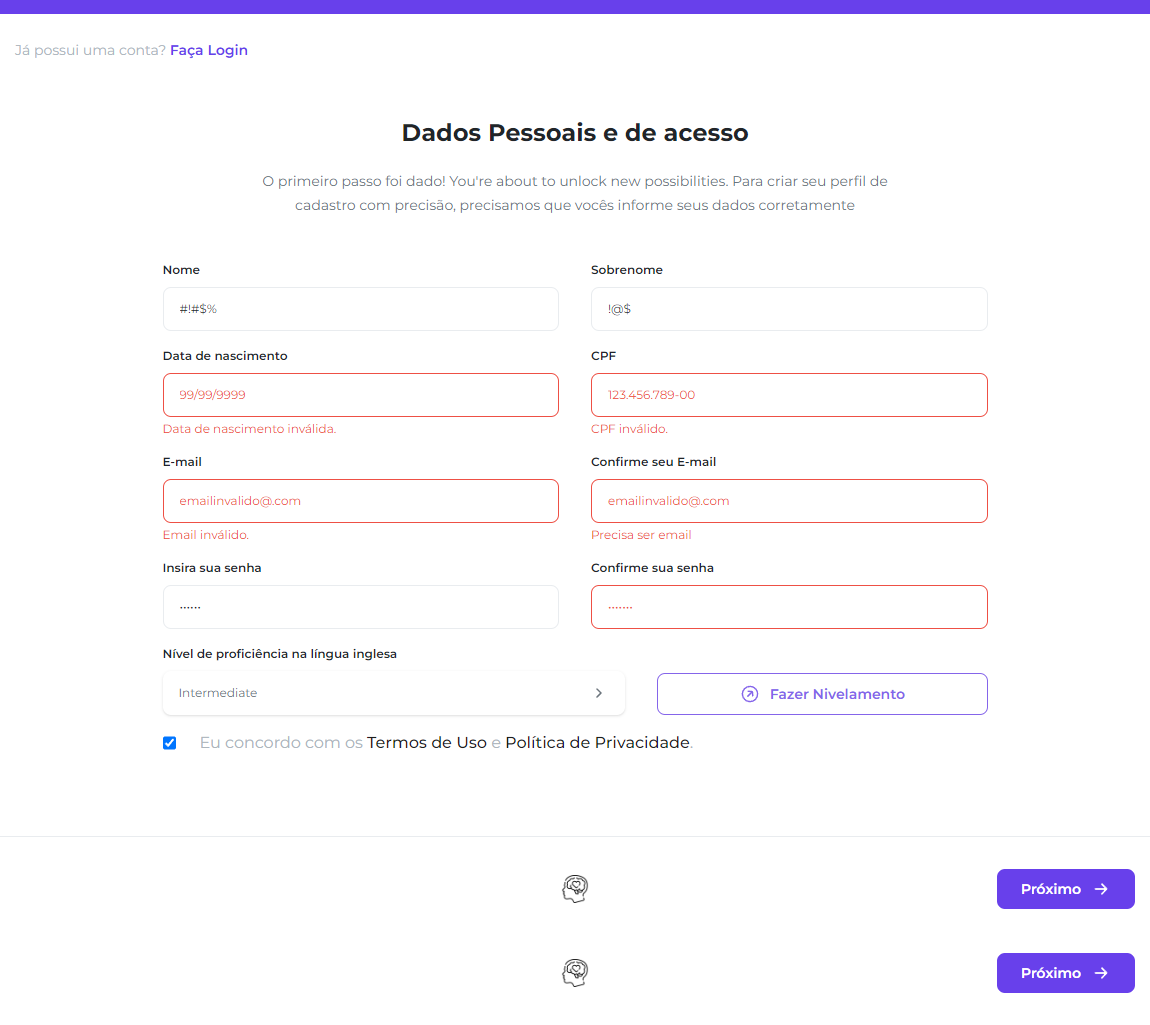 Já possui uma conta? Faça Login
Dados Pessoais e de acesso
O primeiro passo foi dado! You're about to unlock new possibilities. Para criar seu perfil de
cadastro com precisão, precisamos que vocês informe seus dados corretamente
Nome
Sobrenome
#!#$%
!@$
Data de nascimento
CPF
99/99/9999
123.456.789-00
Data de nascimento inválida.
CPF inválido.
E-mail
Confirme seu E-mail
emailinvalido@.com
emailinvalido@.com
Email inválido.
Precisa ser email
Insira sua senha
Confirme sua senha
••••••
•••••••
Nível de proficiência na língua inglesa
Intermediate
Fazer Nivelamento
Eu concordo com os Termos de Uso e Política de Privacidade.
Próximo
Próximo